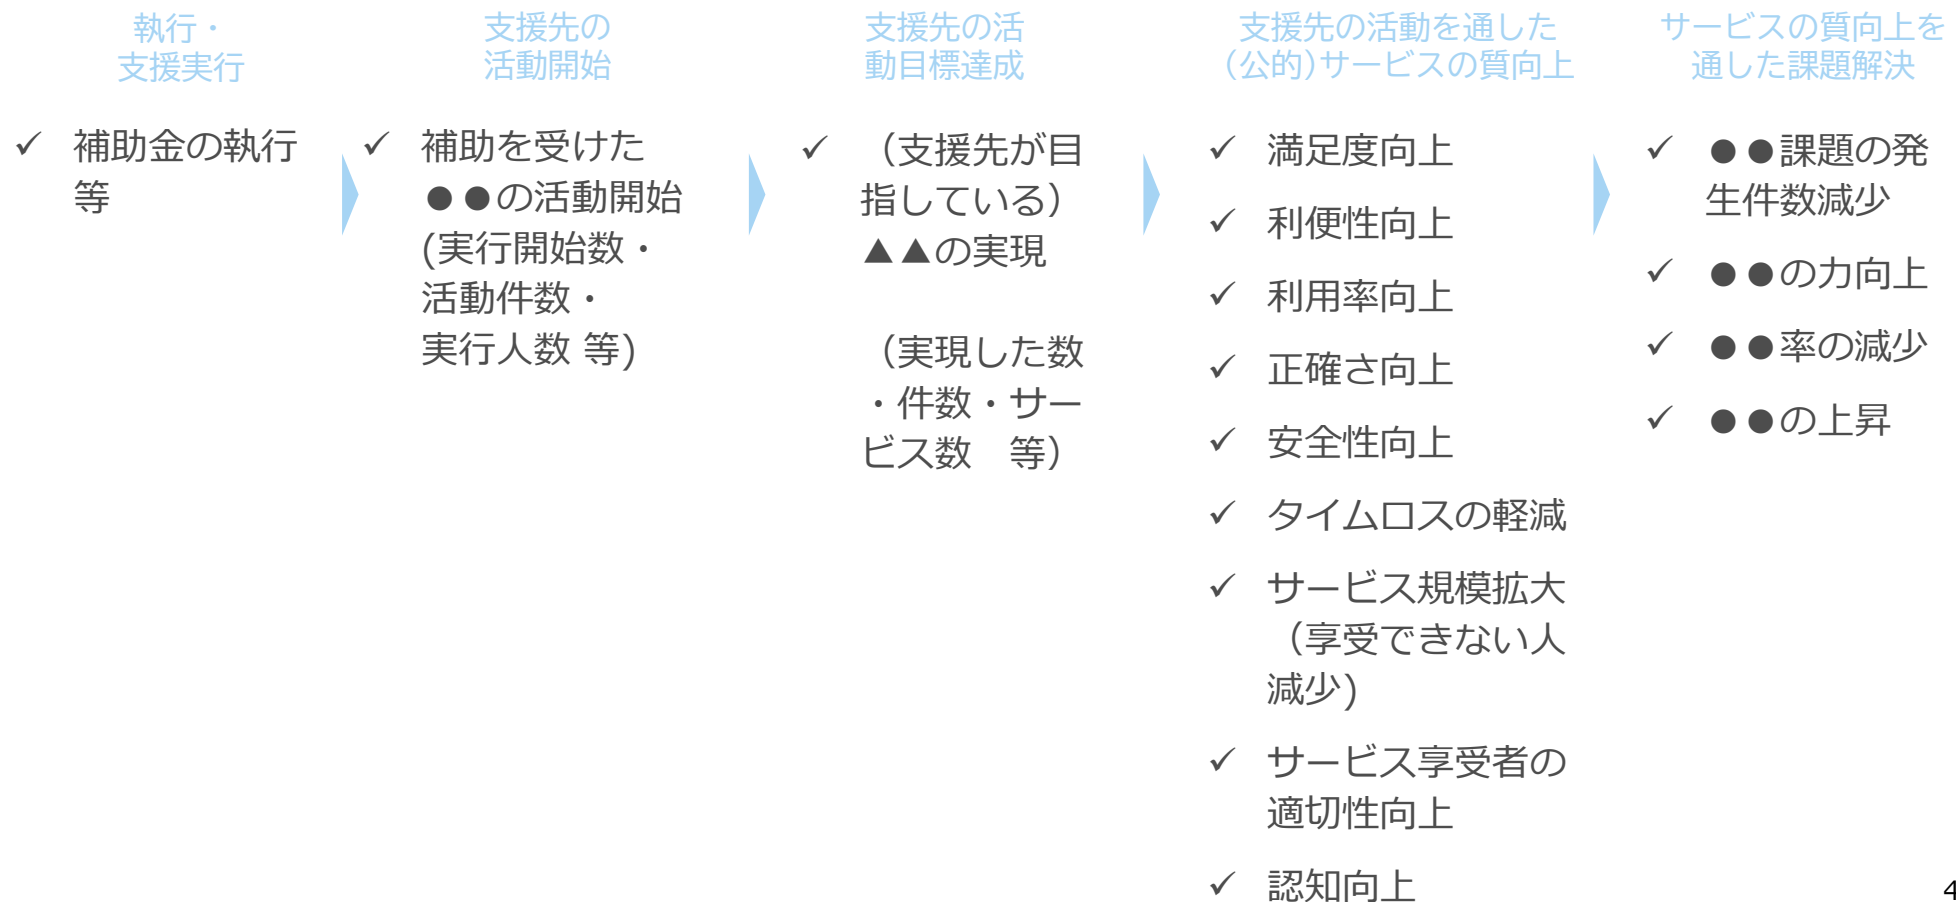 執行・
支援実行
支援先の
活動開始
支援先の活
動目標達成
支援先の活動を通した
(公的)サービスの質向上
サービスの質向上を
通した課題解決
✓ 補助金の執行
等
✓ 補助を受けた
●●の活動開始
(実行開始数・
活動件数・
実行人数 等)
✓ （支援先が目
指している）
▲▲の実現
（実現した数
・件数・サー
ビス数　等）
✓ 満足度向上
✓ 利便性向上
✓ 利用率向上
✓ 正確さ向上
✓ 安全性向上
✓ タイムロスの軽減
✓ サービス規模拡大
（享受できない人
減少)
✓ サービス享受者の
適切性向上
✓ 認知向上
✓ ●●課題の発
生件数減少
✓ ●●の力向上
✓ ●●率の減少
✓ ●●の上昇
4